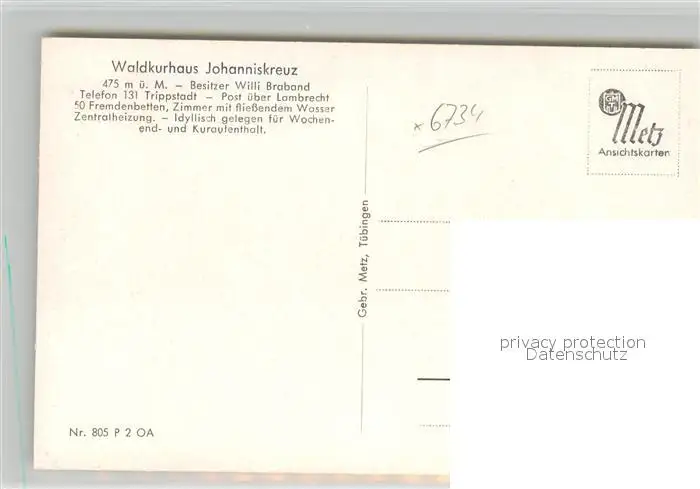 Waldkurhaus Johanniskreuz
475 m ü. M. – Besitzer Willi Braband
Telefon 131 Trippstadt – Post über Lambrecht
50 Fremdenbetten, Zimmer mit fließendem Wasser
Zentralheizung. – Idyllisch gelegen für Wochen-
end- und Kuraufenthalt.
x 6734
Metz
Ansichtskarten
Gebr. Metz, Tübingen
privacy protection
Datenschutz
Nr. 805 P 2 OA